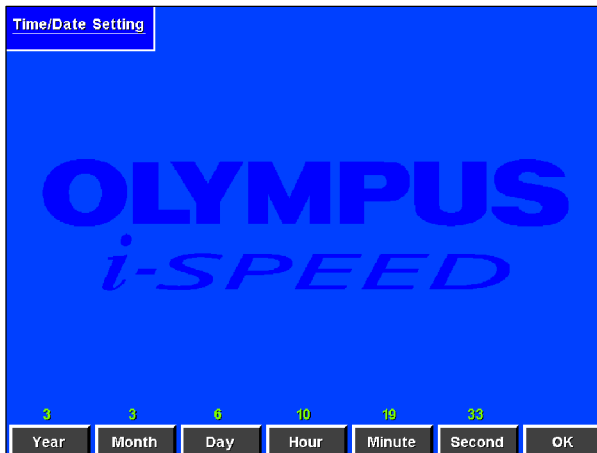 Time/Date Setting
OLYMPUS
i-SPEED
3 3 6 10 19 33
Year Month Day Hour Minute Second OK